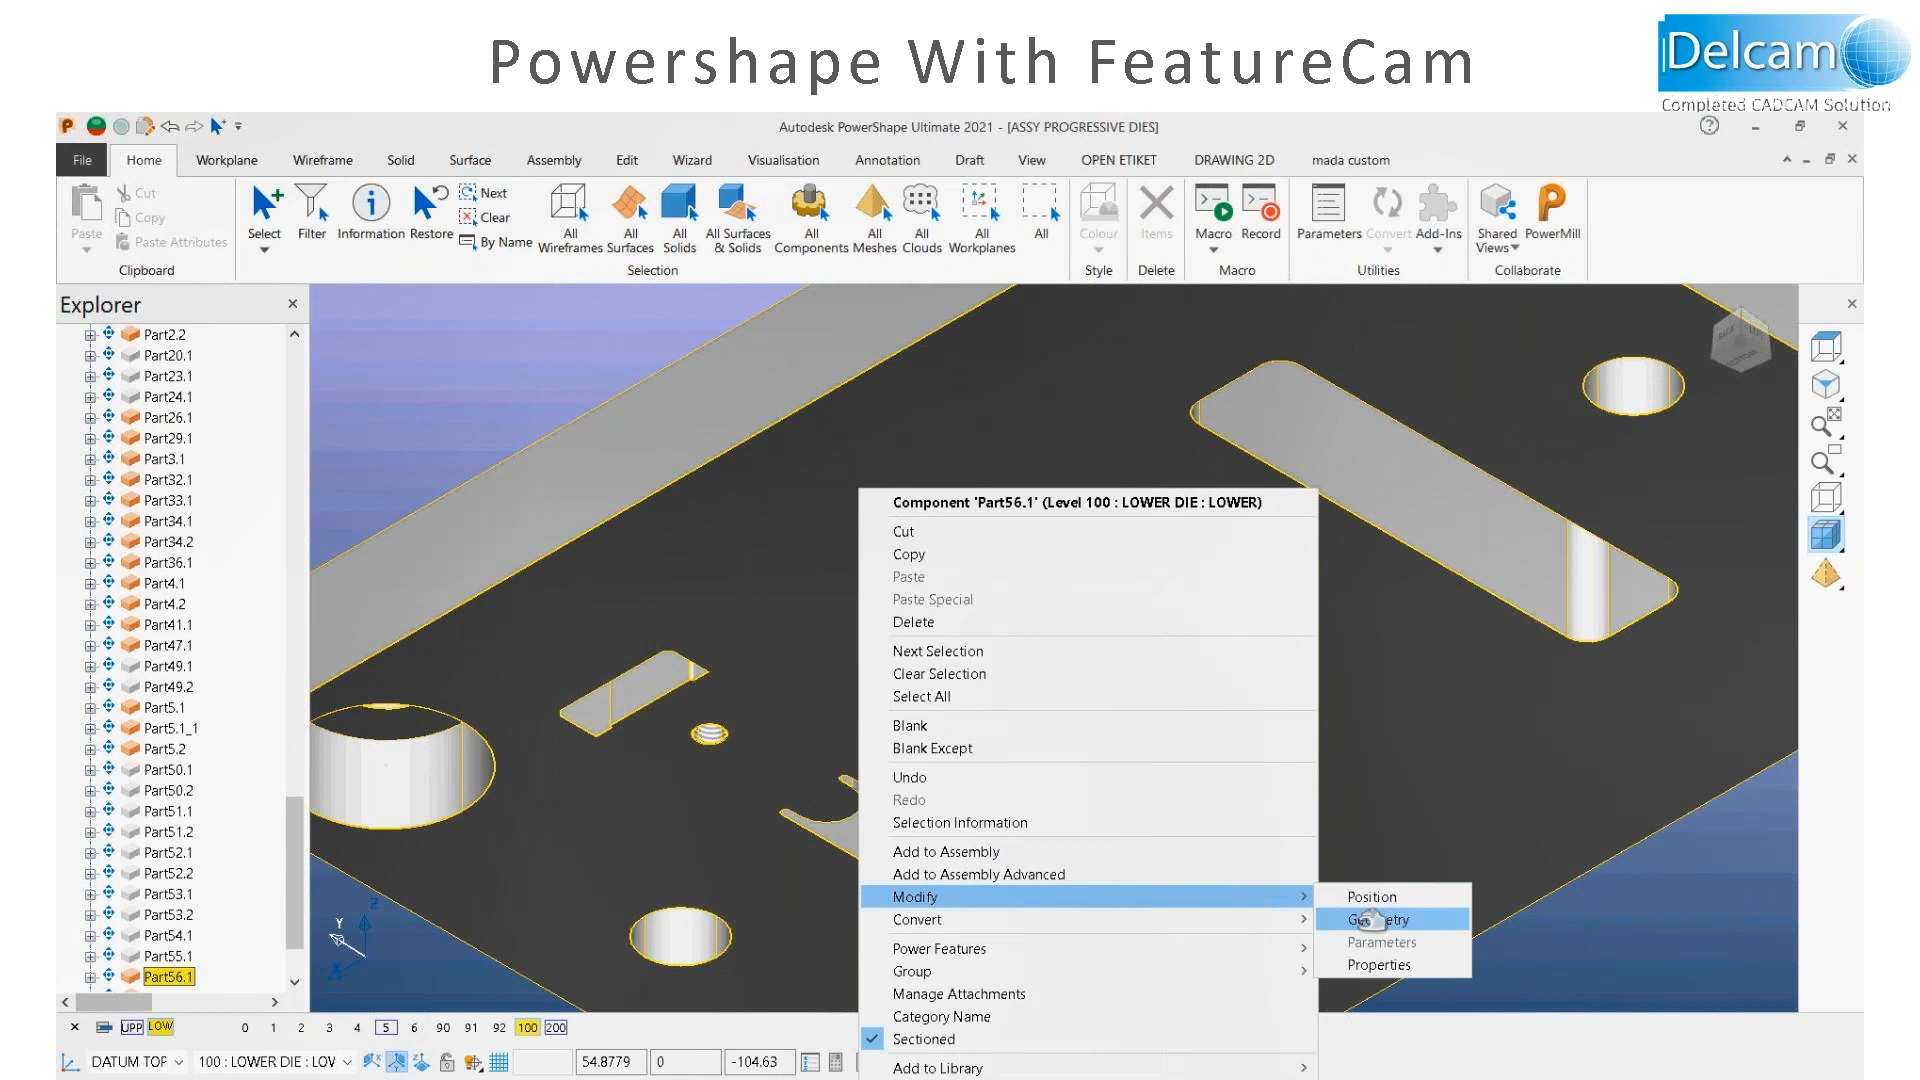 Powershape With FeatureCam
Delcam
Completed CADCAM Solution
Autodesk PowerShape Ultimate 2021 - [ASSY PROGRESSIVE DIES]
File Home Workplane Wireframe Solid Surface Assembly Edit Wizard Visualisation Annotation Draft View OPEN ETIKET DRAWING 2D mada custom
Paste
Cut
Copy
Paste Attributes
Clipboard
Select Filter Information Restore
Next
Clear
By Name
All Wireframes
All Surfaces
All Solids
All Surfaces & Solids
All Components
All Meshes
All Clouds
All Workplanes
All
Selection
Colour
Style
Items
Delete
Macro Record
Macro
Parameters Convert Add-Ins
Utilities
Shared Views
PowerMill
Collaborate
Explorer
Part2.2
Part20.1
Part23.1
Part24.1
Part26.1
Part29.1
Part3.1
Part32.1
Part33.1
Part34.1
Part34.2
Part36.1
Part4.1
Part4.2
Part41.1
Part47.1
Part49.1
Part49.2
Part5.1
Part5.1_1
Part5.2
Part50.1
Part50.2
Part51.1
Part51.2
Part52.1
Part52.2
Part53.1
Part53.2
Part54.1
Part55.1
Part56.1
BACK
BOTTOM
Z
Y
X
Component 'Part56.1' (Level 100 : LOWER DIE : LOWER)
Cut
Copy
Paste
Paste Special
Delete
Next Selection
Clear Selection
Select All
Blank
Blank Except
Undo
Redo
Selection Information
Add to Assembly
Add to Assembly Advanced
Modify
Convert
Power Features
Group
Manage Attachments
Category Name
Sectioned
Add to Library
Position
Parameters
Properties
UPP LOW 0 1 2 3 4 5 6 90 91 92 100 200
DATUM TOP 100 : LOWER DIE : LOV 54.8779 0 -104.63